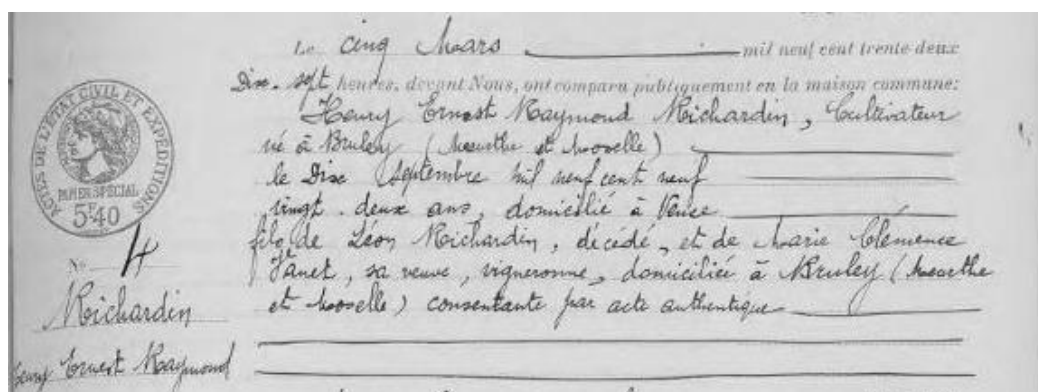 Le cinq Mars mil neuf cent trente-deux
Dix-sept heures, devant Nous, ont comparu publiquement en la maison commune:
Henry Ernest Raymond Richardin, Cultivateur
né à Bruley (Meurthe et Moselle)
le Dix Septembre mil neuf cent neuf
vingt-deux ans, domicilié à Vence
fils de Léon Richardin, décédé, et de Marie Clémence
Janet, sa veuve, vigneronne, domiciliée à Bruley (Meurthe
et Moselle) consentante par acte authentique
ACTES DE L'ÉTAT CIVIL ET EXPÉDITIONS
PAPIER SPÉCIAL
5F40
No 4
Richardin
Henry Ernest Raymond